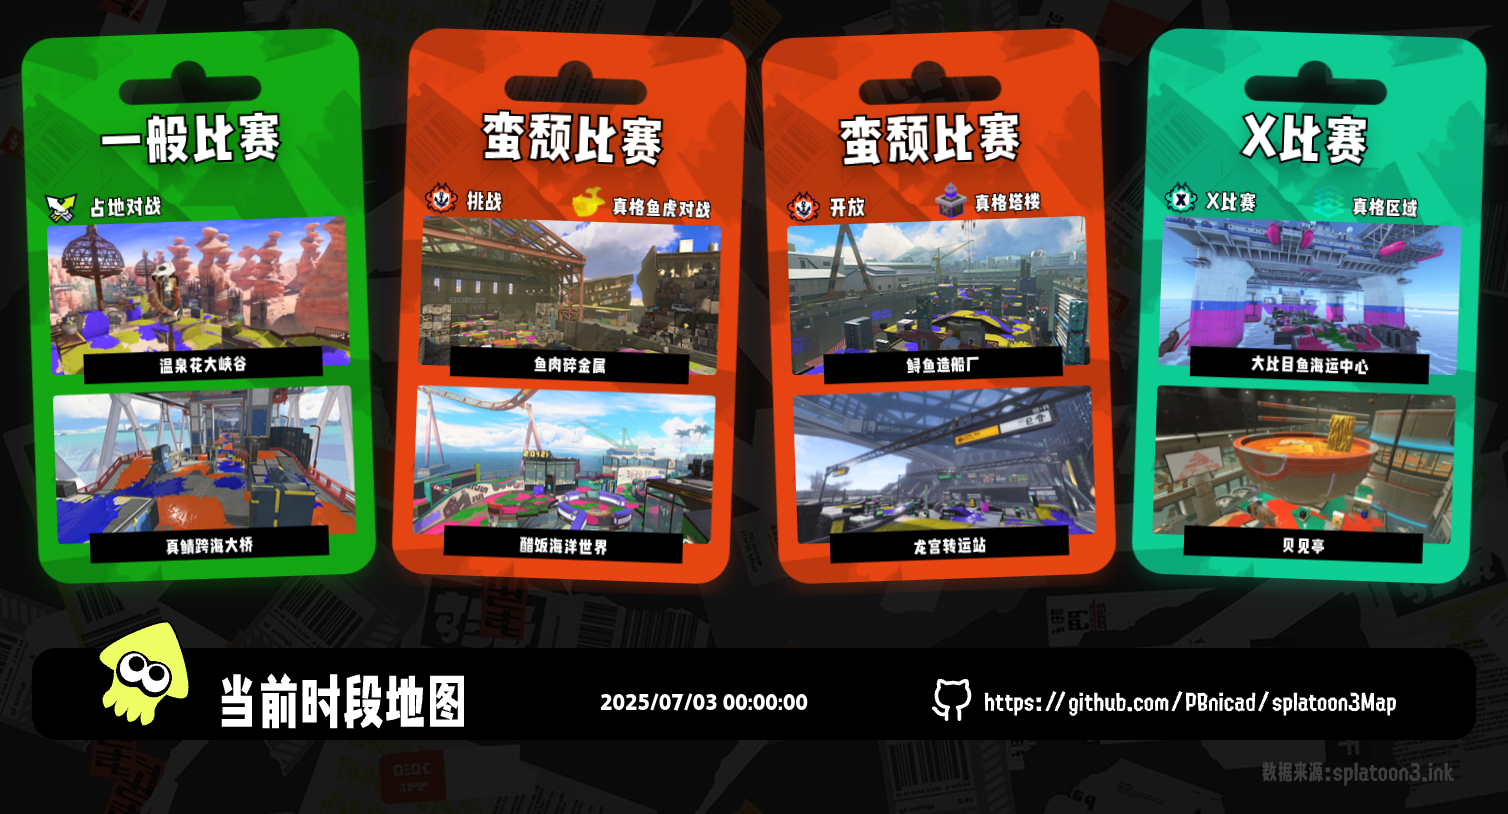 一般比赛
占地对战
温泉花大峡谷
真鲭跨海大桥
蛮颓比赛
挑战
真格鱼虎对战
鱼肉碎金属
醋饭海洋世界
蛮颓比赛
开放
真格塔楼
鲟鱼造船厂
龙宫转运站
X比赛
X比赛
真格区域
大比目鱼海运中心
贝见亭
当前时段地图
2025/07/03 00:00:00
https://github.com/PBnicad/splatoon3Map
数据来源:splatoon3.ink